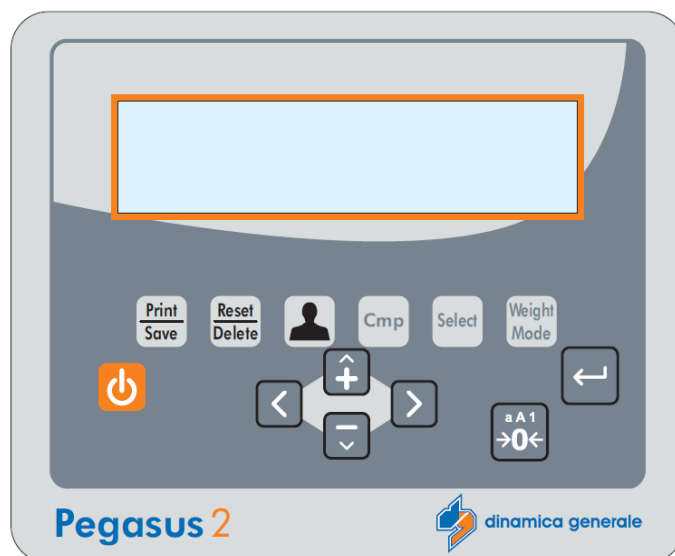 Print
Save
Reset
Delete
Cmp
Select
Weight
Mode
+
−
a A 1
→0←
Pegasus 2
dinamica generale